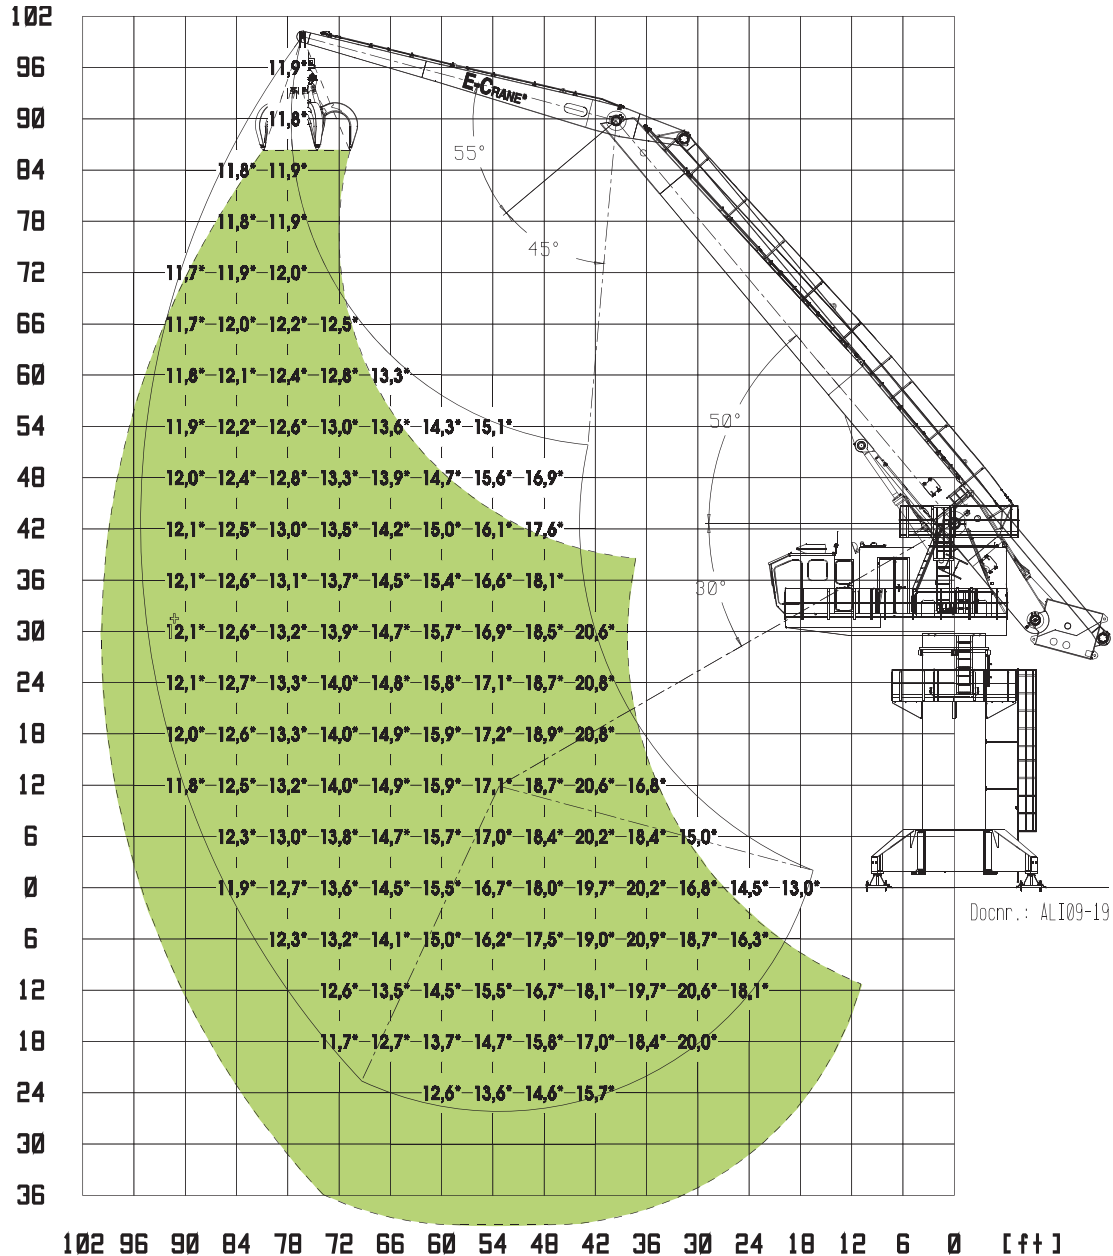 102
96 11,9*
E-CRANE®
90 11,8*
55°
84 11,8* 11,9*
78 11,8* 11,9*
45°
72 11,7* 11,9* 12,0*
66 11,7* 12,0* 12,2* 12,5*
60 11,8* 12,1* 12,4* 12,8* 13,3*
50°
54 11,9* 12,2* 12,6* 13,0* 13,6* 14,3* 15,1*
48 12,0* 12,4* 12,8* 13,3* 13,9* 14,7* 15,6* 16,9*
42 12,1* 12,5* 13,0* 13,5* 14,2* 15,0* 16,1* 17,6*
36 12,1* 12,6* 13,1* 13,7* 14,5* 15,4* 16,6* 18,1*
30°
30 12,1* 12,6* 13,2* 13,9* 14,7* 15,7* 16,9* 18,5* 20,6*
24 12,1* 12,7* 13,3* 14,0* 14,8* 15,8* 17,1* 18,7* 20,8*
18 12,0* 12,6* 13,3* 14,0* 14,9* 15,9* 17,2* 18,9* 20,8*
12 11,8* 12,5* 13,2* 14,0* 14,9* 15,9* 17,1* 18,7* 20,6* 16,8*
6 12,3* 13,0* 13,8* 14,7* 15,7* 17,0* 18,4* 20,2* 18,4* 15,0*
0 11,9* 12,7* 13,6* 14,5* 15,5* 16,7* 18,0* 19,7* 20,2* 16,8* 14,5* 13,0*
Docnr.: ALI09-19
6 12,3* 13,2* 14,1* 15,0* 16,2* 17,5* 19,0* 20,9* 18,7* 16,3*
12 12,6* 13,5* 14,5* 15,5* 16,7* 18,1* 19,7* 20,6* 18,1*
18 11,7* 12,7* 13,7* 14,7* 15,8* 17,0* 18,4* 20,0*
24 12,6* 13,6* 14,6* 15,7*
30
36
102 96 90 84 78 72 66 60 54 48 42 36 30 24 18 12 6 0 [ft]